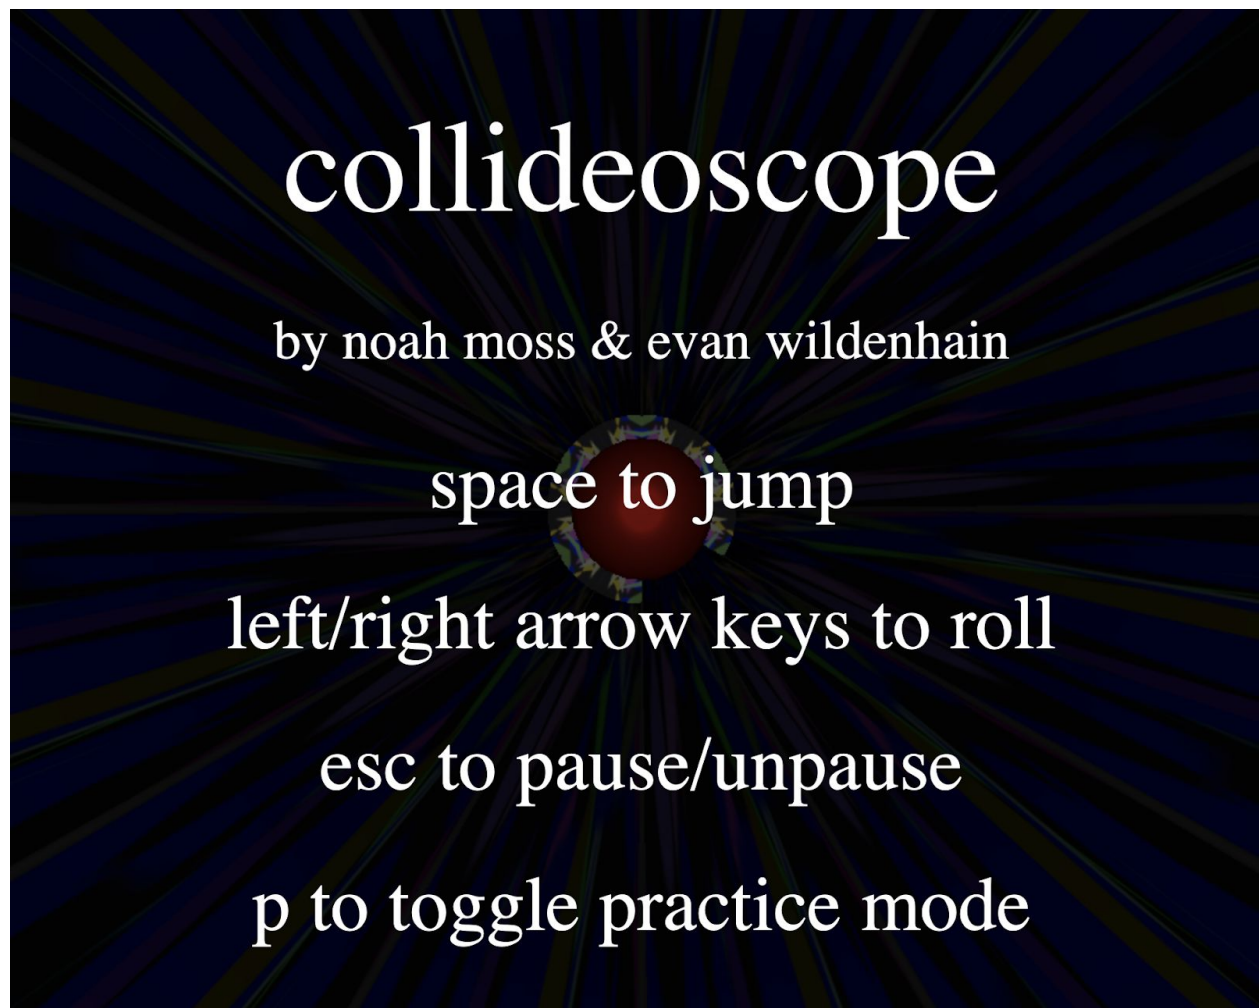 collideoscope
by noah moss & evan wildenhain
space to jump
left/right arrow keys to roll
esc to pause/unpause
p to toggle practice mode